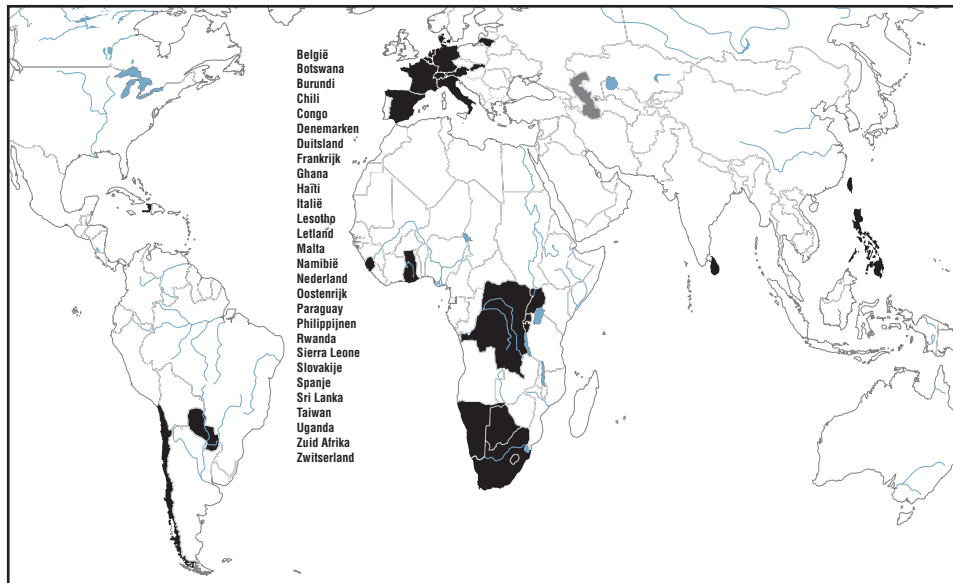 België
Botswana
Burundi
Chili
Congo
Denemarken
Duitsland
Frankrijk
Ghana
Haïti
Italië
Lesotho
Letland
Malta
Namibië
Nederland
Oostenrijk
Paraguay
Philippijnen
Rwanda
Sierra Leone
Slovakije
Spanje
Sri Lanka
Taiwan
Uganda
Zuid Afrika
Zwitserland